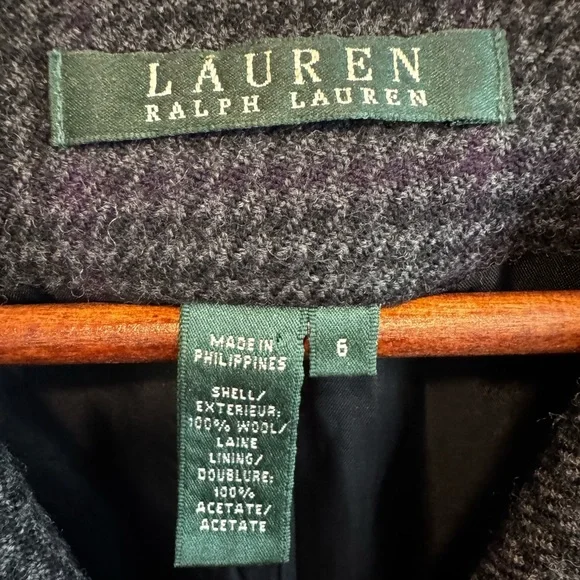 LAUREN
RALPH LAUREN
MADE IN
PHILIPPINES
6
SHELL/
EXTERIEUR:
100% WOOL/
LAINE
LINING/
DOUBLURE:
100%
ACETATE/
ACETATE